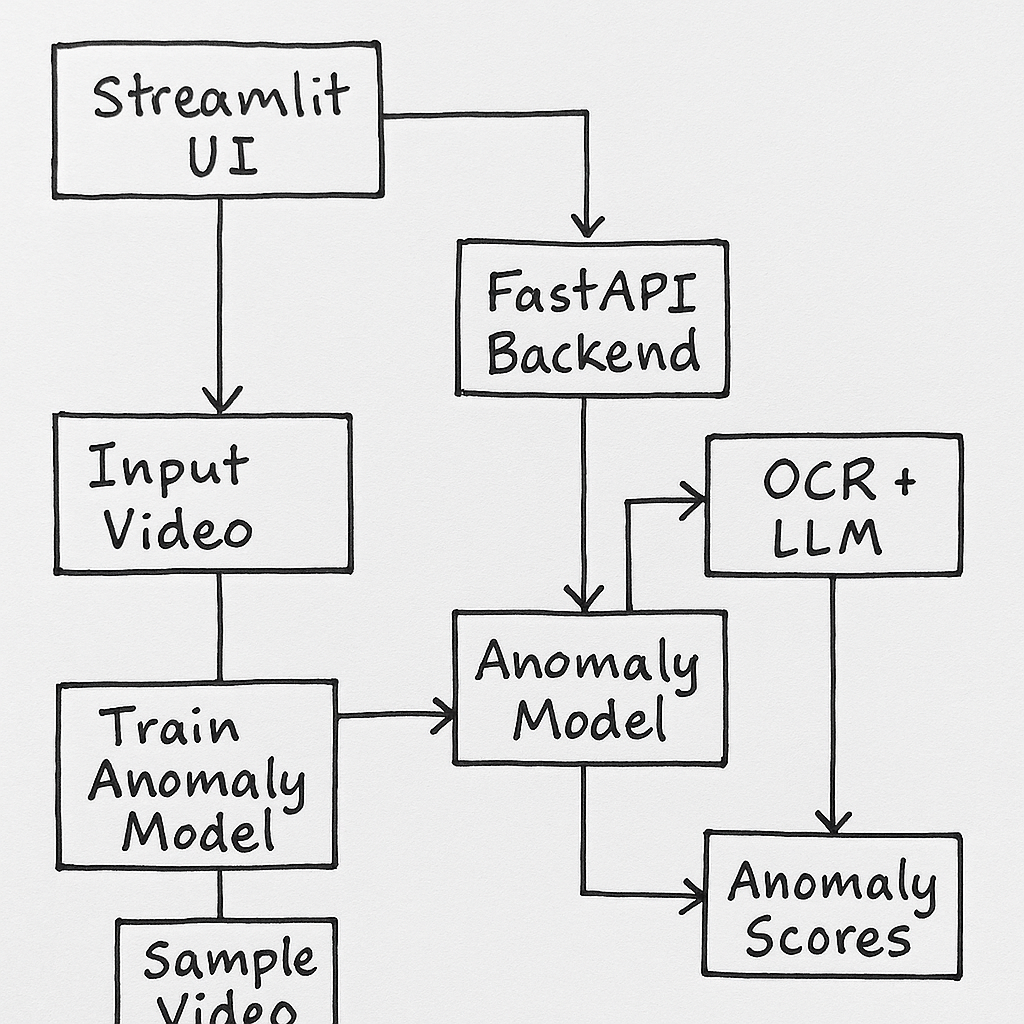 Streamlit
UI
FastAPI
Backend
Input
Video
OCR +
LLM
Anomaly
Model
Train
Anomaly
Model
Anomaly
Scores
Sample
Video